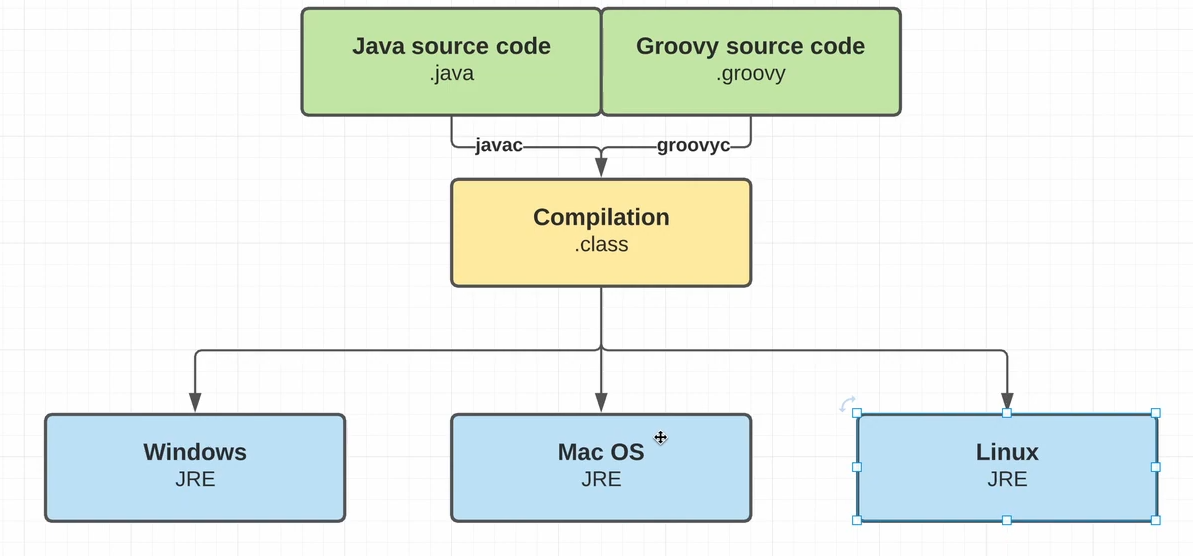 Java source code
.java
Groovy source code
.groovy
javac
groovyc
Compilation
.class
Windows
JRE
Mac OS
JRE
Linux
JRE